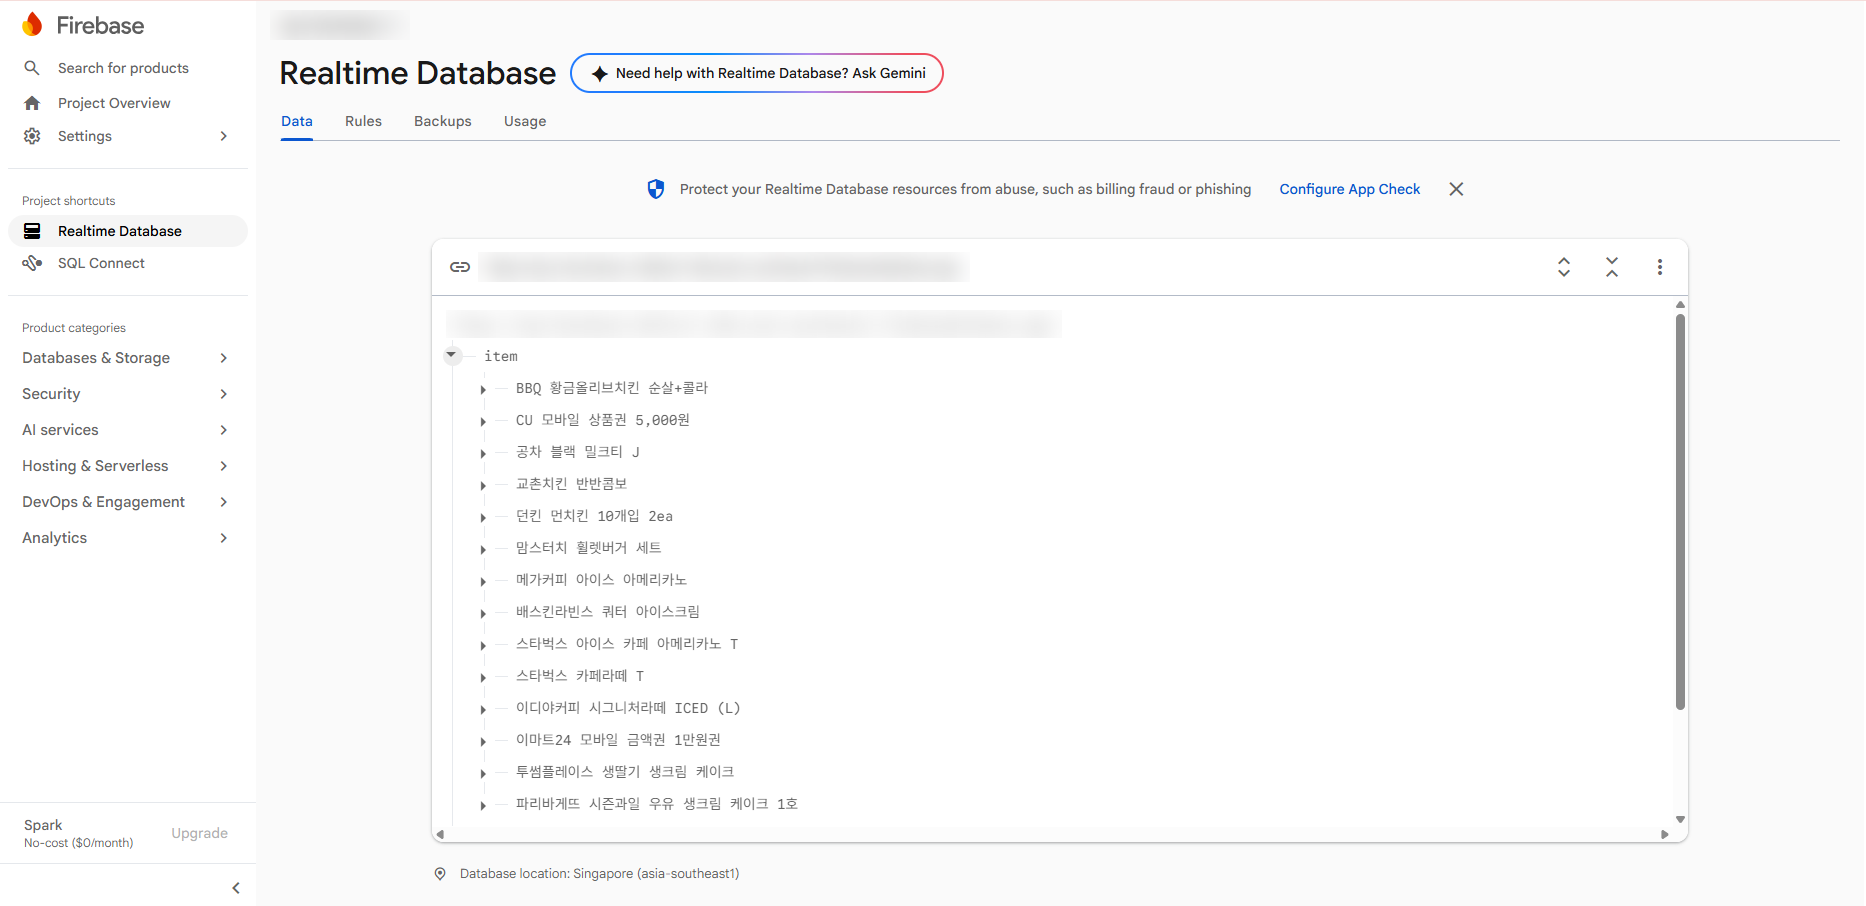 Firebase
Search for products
Project Overview
Settings
Project shortcuts
Realtime Database
SQL Connect
Product categories
Databases & Storage
Security
AI services
Hosting & Serverless
DevOps & Engagement
Analytics
Spark
No-cost ($0/month)
Upgrade
Realtime Database
Need help with Realtime Database? Ask Gemini
Data Rules Backups Usage
Protect your Realtime Database resources from abuse, such as billing fraud or phishing Configure App Check
item
BBQ 황금올리브치킨 순살+콜라
CU 모바일 상품권 5,000원
공차 블랙 밀크티 J
교촌치킨 반반콤보
던킨 먼치킨 10개입 2ea
맘스터치 휠렛버거 세트
메가커피 아이스 아메리카노
배스킨라빈스 쿼터 아이스크림
스타벅스 아이스 카페 아메리카노 T
스타벅스 카페라떼 T
이디야커피 시그니처라떼 ICED (L)
이마트24 모바일 금액권 1만원권
투썸플레이스 생딸기 생크림 케이크
파리바게뜨 시즌과일 우유 생크림 케이크 1호
Database location: Singapore (asia-southeast1)